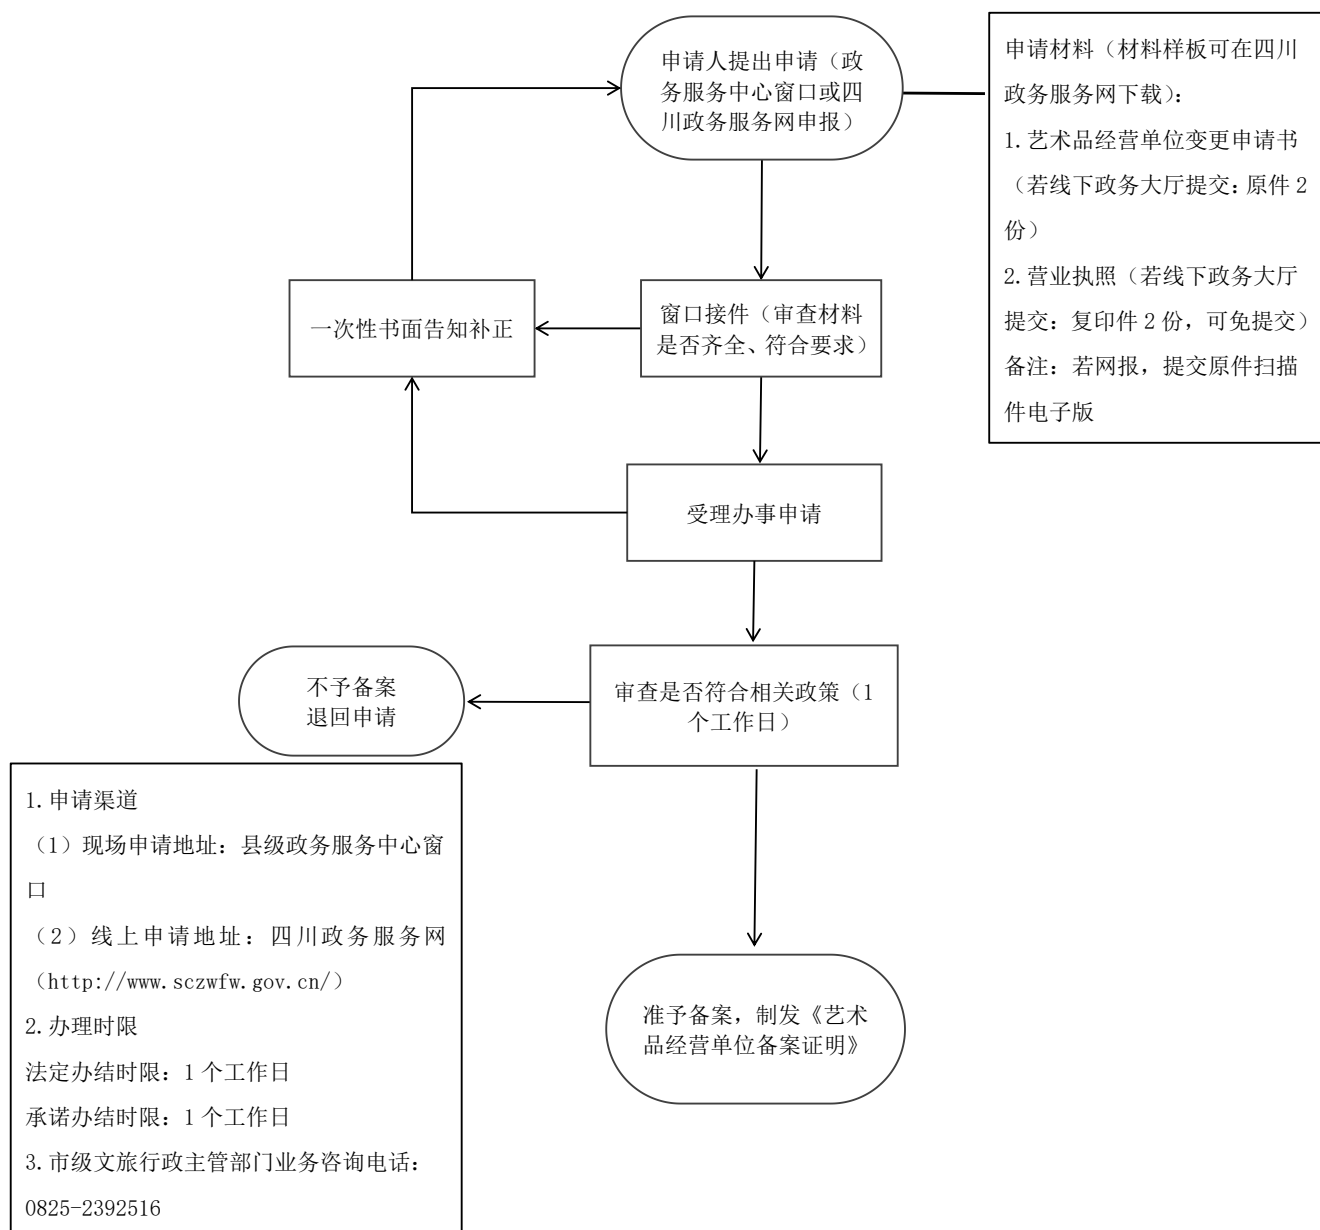 申请人提出申请（政
务服务中心窗口或四
川政务服务网申报）
申请材料（材料样板可在四川
政务服务网下载）：
1.艺术品经营单位变更申请书
（若线下政务大厅提交：原件 2
份）
2.营业执照（若线下政务大厅
提交：复印件 2 份，可免提交）
备注：若网报，提交原件扫描
件电子版
一次性书面告知补正
窗口接件（审查材料
是否齐全、符合要求）
受理办事申请
不予备案
退回申请
审查是否符合相关政策（1
个工作日）
1.申请渠道
（1）现场申请地址：县级政务服务中心窗
口
（2）线上申请地址：四川政务服务网
（http://www.sczwfw.gov.cn/）
2.办理时限
法定办结时限：1 个工作日
承诺办结时限：1 个工作日
3.市级文旅行政主管部门业务咨询电话：
0825-2392516
准予备案，制发《艺术
品经营单位备案证明》